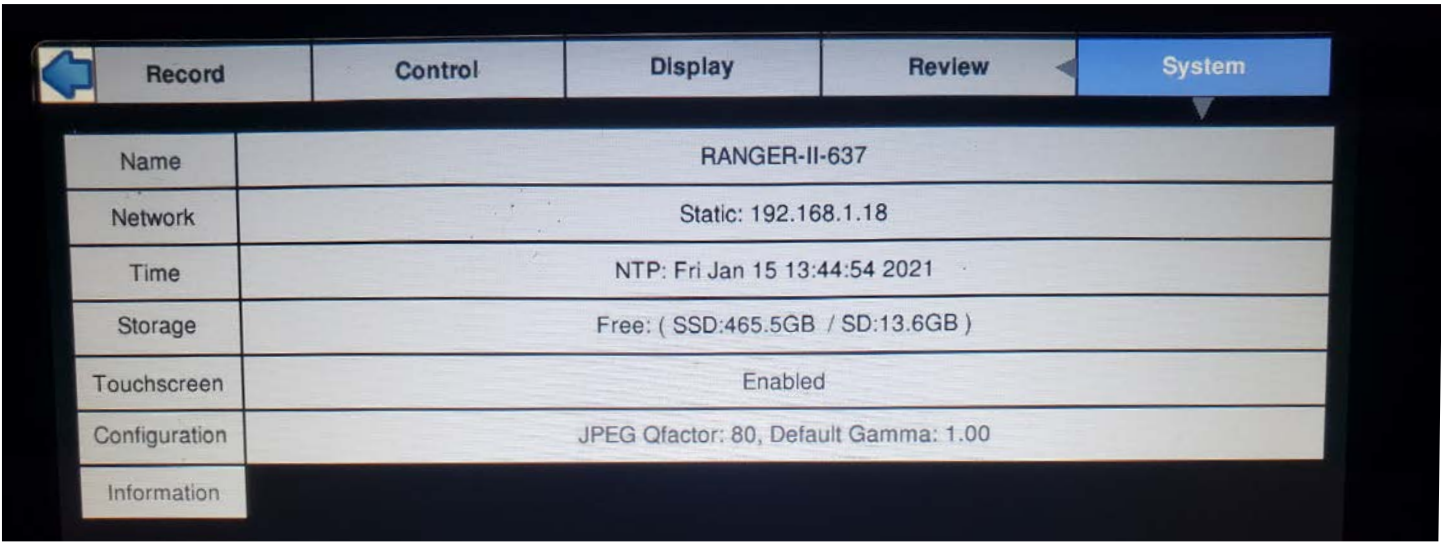 Record Control Display Review System
Name RANGER-II-637
Network Static: 192.168.1.18
Time NTP: Fri Jan 15 13:44:54 2021
Storage Free: ( SSD:465.5GB / SD:13.6GB )
Touchscreen Enabled
Configuration JPEG Qfactor: 80, Default Gamma: 1.00
Information